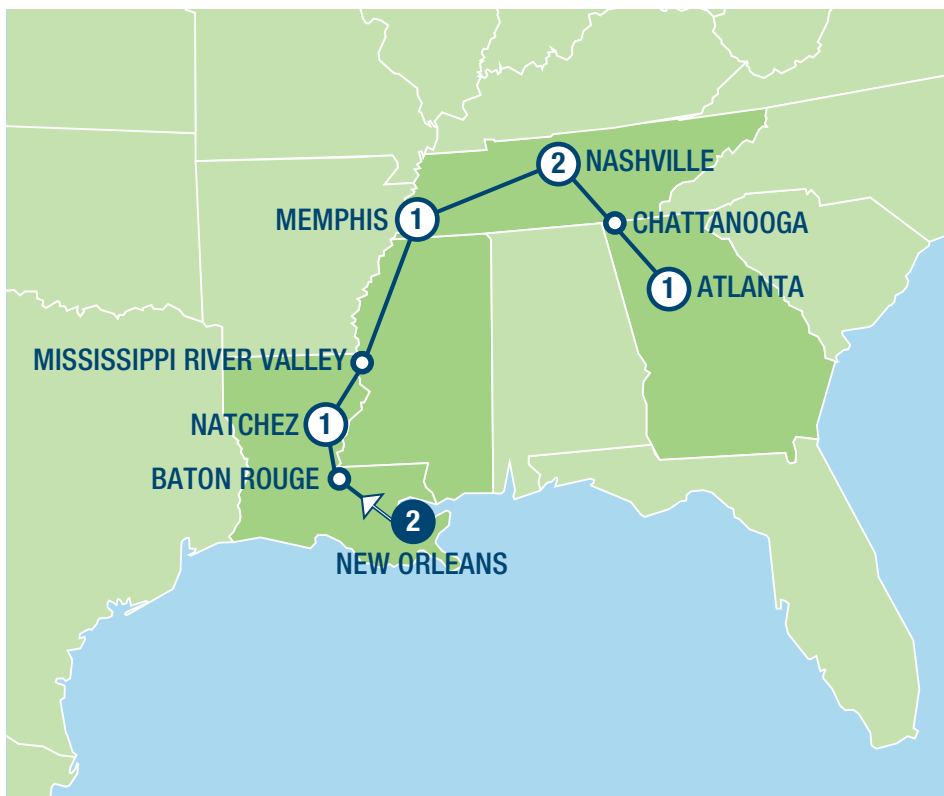 2 NASHVILLE
MEMPHIS 1
CHATTANOOGA
1 ATLANTA
MISSISSIPPI RIVER VALLEY
NATCHEZ 1
BATON ROUGE
2
NEW ORLEANS